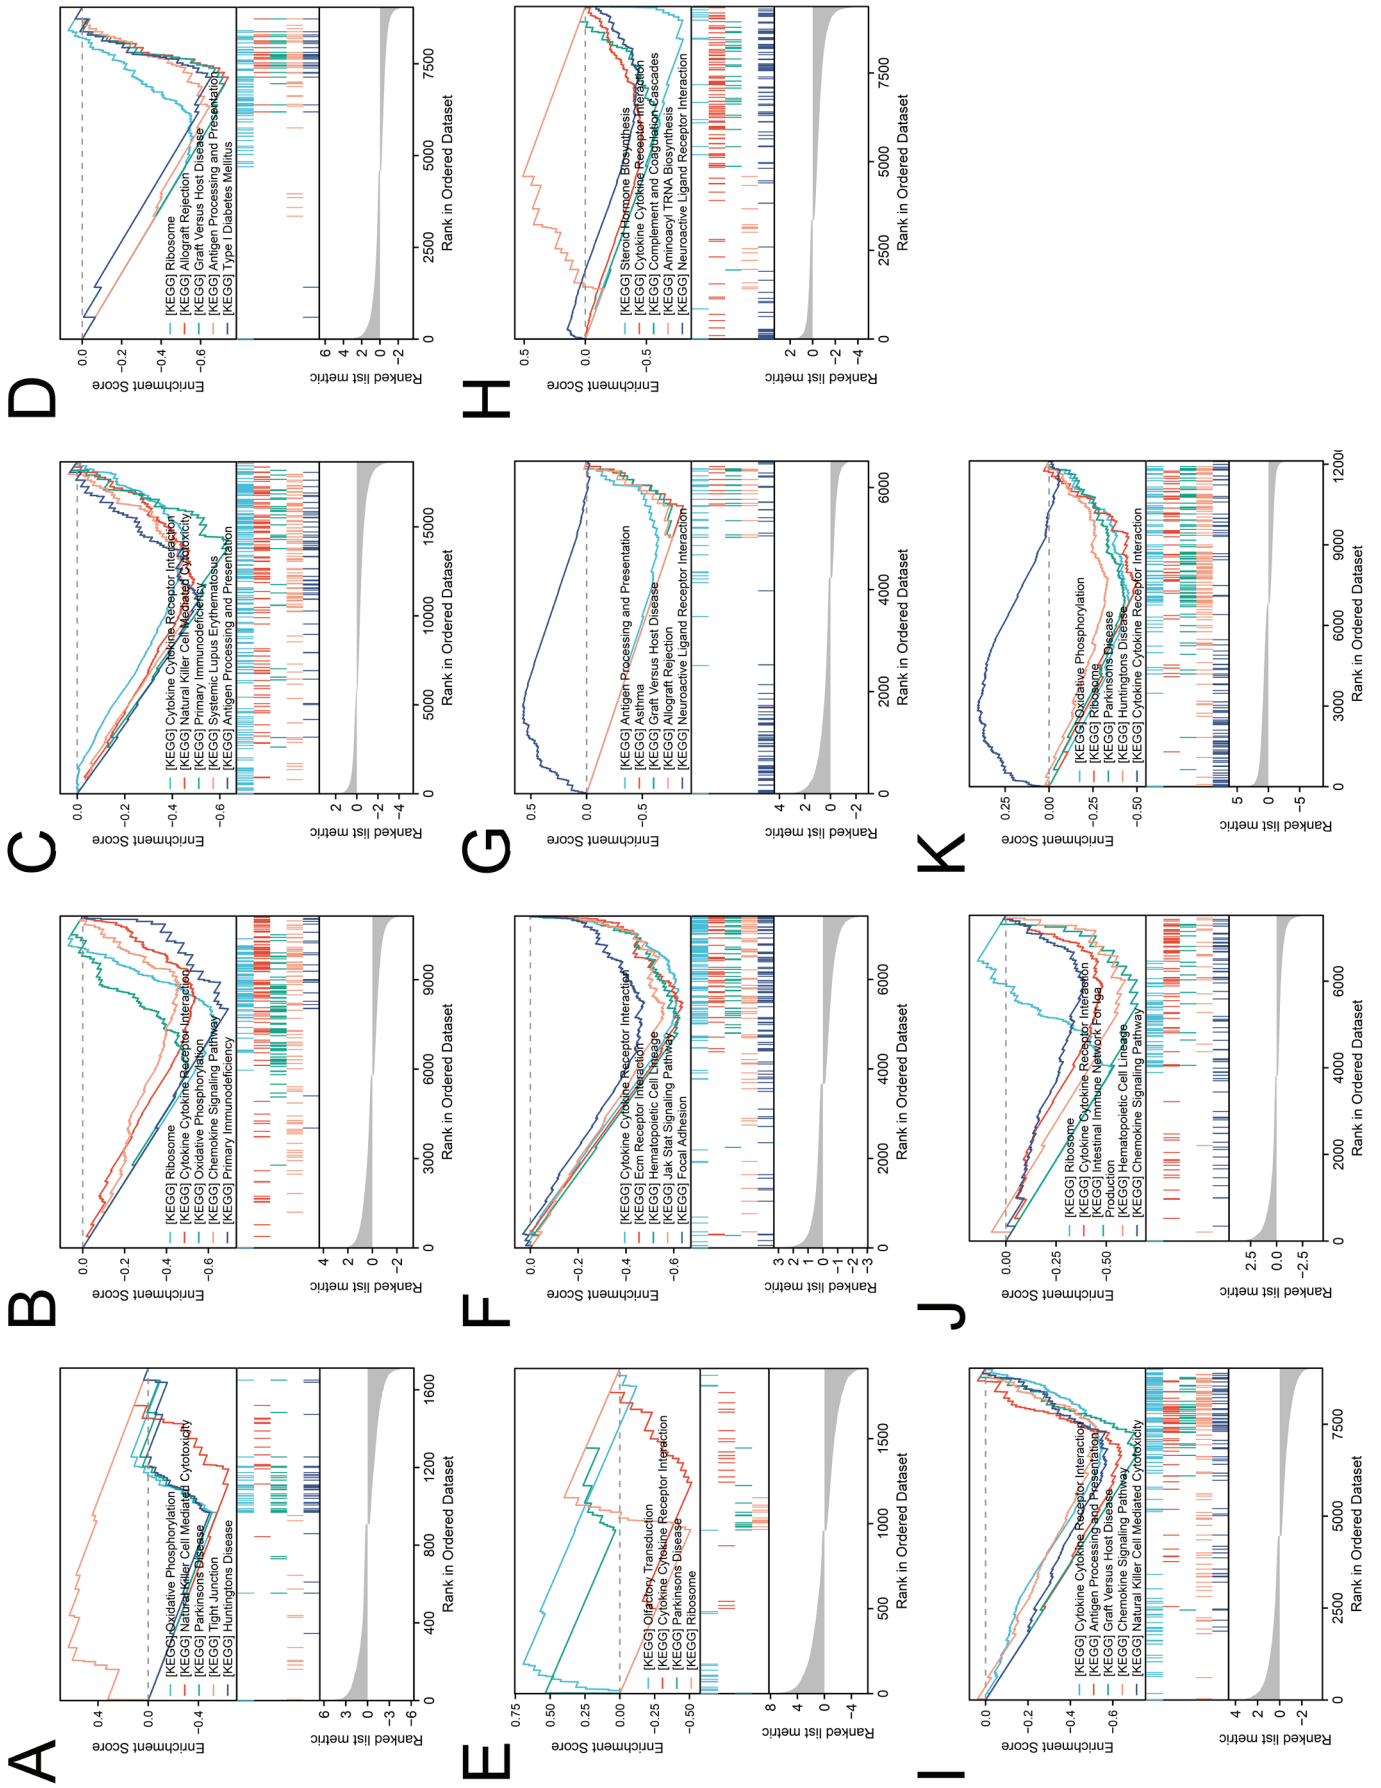 A
0.4
0.0
−0.4
Enrichment Score
[KEGG] Oxidative Phosphorylation
[KEGG] Natural Killer Cell Mediated Cytotoxicity
[KEGG] Parkinsons Disease
[KEGG] Tight Junction
[KEGG] Huntingtons Disease
6
3
0
−3
−6
Ranked list metric
0
400
800
1200
1600
Rank in Ordered Dataset
B
0.0
−0.2
−0.4
−0.6
Enrichment Score
[KEGG] Ribosome
[KEGG] Cytokine Cytokine Receptor Interaction
[KEGG] Oxidative Phosphorylation
[KEGG] Chemokine Signaling Pathway
[KEGG] Primary Immunodeficiency
4
2
0
−2
Ranked list metric
0
3000
6000
9000
Rank in Ordered Dataset
C
0.0
−0.2
−0.4
−0.6
Enrichment Score
[KEGG] Cytokine Cytokine Receptor Interaction
[KEGG] Natural Killer Cell Mediated Cytotoxicity
[KEGG] Primary Immunodeficiency
[KEGG] Systemic Lupus Erythematosus
[KEGG] Antigen Processing and Presentation
2
0
−2
−4
Ranked list metric
0
5000
10000
15000
Rank in Ordered Dataset
D
0.0
−0.2
−0.4
−0.6
Enrichment Score
[KEGG] Ribosome
[KEGG] Allograft Rejection
[KEGG] Graft Versus Host Disease
[KEGG] Antigen Processing and Presentation
[KEGG] Type I Diabetes Mellitus
6
4
2
0
−2
Ranked list metric
0
2500
5000
7500
Rank in Ordered Dataset
E
0.75
0.50
0.25
0.00
−0.25
−0.50
Enrichment Score
[KEGG] Olfactory Transduction
[KEGG] Cytokine Cytokine Receptor Interaction
[KEGG] Parkinsons Disease
[KEGG] Ribosome
8
4
0
−4
Ranked list metric
0
500
1000
1500
Rank in Ordered Dataset
F
0.0
−0.2
−0.4
−0.6
Enrichment Score
[KEGG] Cytokine Cytokine Receptor Interaction
[KEGG] Ecm Receptor Interaction
[KEGG] Hematopoietic Cell Lineage
[KEGG] Jak Stat Signaling Pathway
[KEGG] Focal Adhesion
3
2
1
0
−1
−2
−3
Ranked list metric
0
2000
4000
6000
Rank in Ordered Dataset
G
0.5
0.0
−0.5
Enrichment Score
[KEGG] Antigen Processing and Presentation
[KEGG] Asthma
[KEGG] Graft Versus Host Disease
[KEGG] Allograft Rejection
[KEGG] Neuroactive Ligand Receptor Interaction
4
2
0
−2
Ranked list metric
0
2000
4000
6000
Rank in Ordered Dataset
H
0.5
0.0
−0.5
Enrichment Score
[KEGG] Steroid Hormone Biosynthesis
[KEGG] Cytokine Cytokine Receptor Interaction
[KEGG] Complement and Coagulation Cascades
[KEGG] Aminoacyl TRNA Biosynthesis
[KEGG] Neuroactive Ligand Receptor Interaction
2
0
−2
−4
Ranked list metric
0
2500
5000
7500
Rank in Ordered Dataset
I
0.0
−0.2
−0.4
−0.6
Enrichment Score
[KEGG] Cytokine Cytokine Receptor Interaction
[KEGG] Antigen Processing and Presentation
[KEGG] Graft Versus Host Disease
[KEGG] Chemokine Signaling Pathway
[KEGG] Natural Killer Cell Mediated Cytotoxicity
4
2
0
−2
Ranked list metric
0
2500
5000
7500
Rank in Ordered Dataset
J
0.00
−0.25
−0.50
Enrichment Score
[KEGG] Ribosome
[KEGG] Cytokine Cytokine Receptor Interaction
[KEGG] Intestinal Immune Network For Iga
Production
[KEGG] Hematopoietic Cell Lineage
[KEGG] Chemokine Signaling Pathway
2.5
0.0
−2.5
Ranked list metric
0
2000
4000
6000
Rank in Ordered Dataset
K
0.25
0.00
−0.25
−0.50
Enrichment Score
[KEGG] Oxidative Phosphorylation
[KEGG] Ribosome
[KEGG] Parkinsons Disease
[KEGG] Huntingtons Disease
[KEGG] Cytokine Cytokine Receptor Interaction
5
0
−5
Ranked list metric
0
3000
6000
9000
Rank in Ordered Dataset